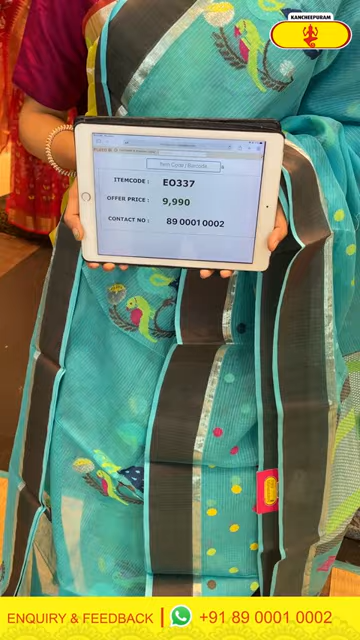 KANCHEEPURAM
Item Code / Barcode
ITEMCODE : EO337
OFFER PRICE : 9,990
CONTACT NO : 89 0001 0002
ENQUIRY & FEEDBACK | +91 89 0001 0002